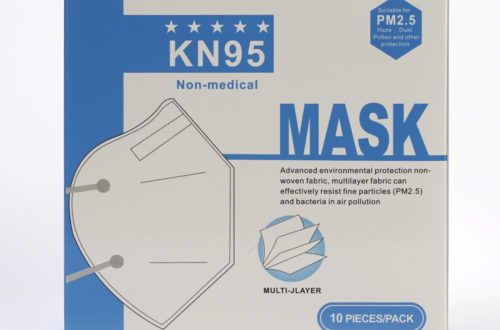 Suitable for
PM2.5
Haze、Dust
Pollen and other
protection
KN95
Non-medical
MASK
Advanced environmental protection non-
woven fabric, multilayer fabric can
effectively resist fine particles (PM2.5)
and bacteria in air pollution
MULTI-JLAYER
10 PIECES/PACK